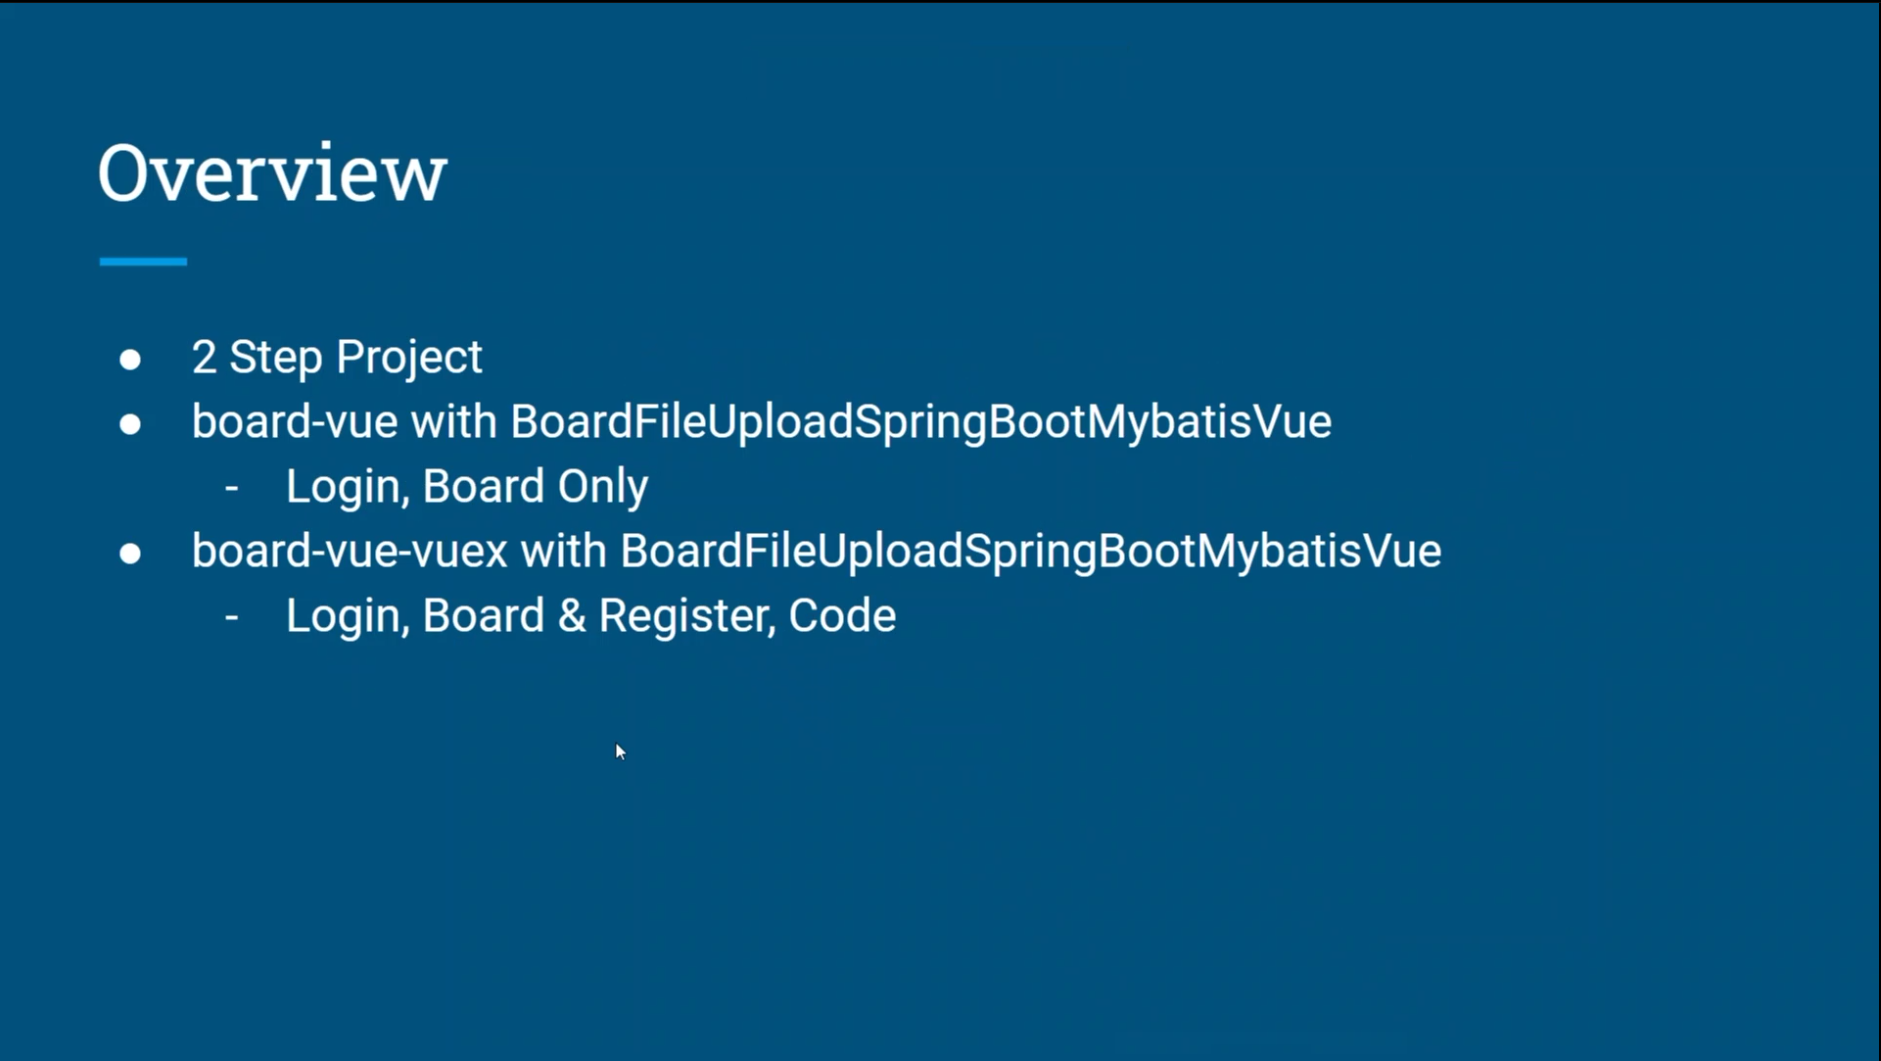 Overview
● 2 Step Project
● board-vue with BoardFileUploadSpringBootMybatisVue
- Login, Board Only
● board-vue-vuex with BoardFileUploadSpringBootMybatisVue
- Login, Board & Register, Code